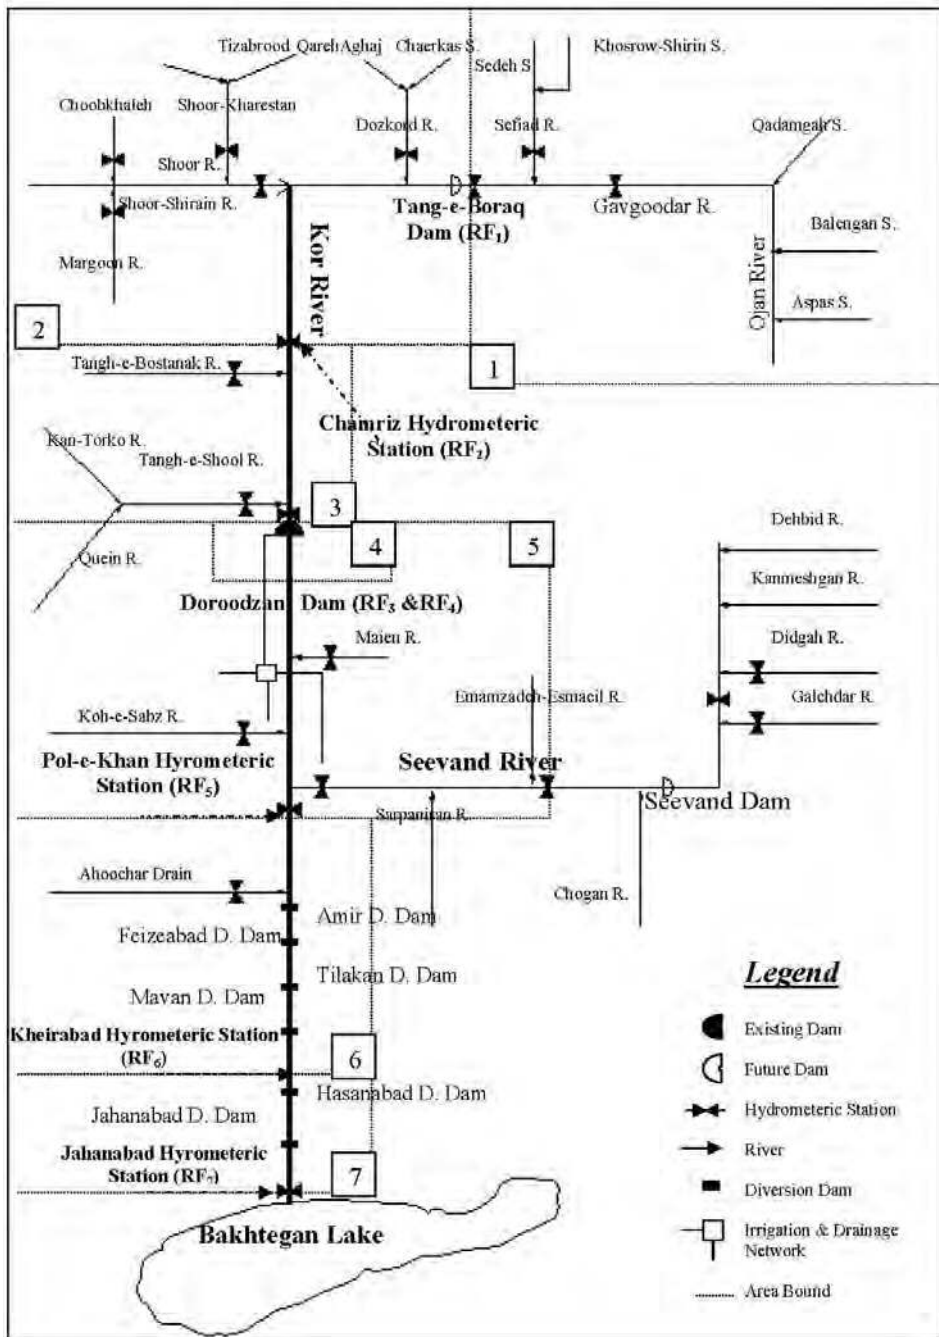 Tizabrood QarehAghaj Chaerkas S. Khosrow-Shirin S.
Sedeh S
Choobkhaleh Shoor-Kharestan
Dozkord R. Sefiad R. Qadamgah S.
Shoor R.
Shoor-Shirain R.
Tang-e-Boraq
Dam (RF₁)
Gavgoodar R.
Margoon R.
Kor River
Ojan River
Balengan S.
Aspas S.
2
1
Tangh-e-Bostanak R.
Chamriz Hydrometeric
Station (RF₂)
Kan-Torko R.
Tangh-e-Shool R.
3
4
5
Quein R.
Dehbid R.
Kanmeshgan R.
Doroodzan Dam (RF₃ &RF₄)
Maien R.
Didgah R.
Emamzadeh-Esmaeil R.
Galehdar R.
Koh-e-Sabz R.
Pol-e-Khan Hyrometeric
Station (RF₅)
Seevand River
Seevand Dam
Sarpaniran R.
Ahoochar Drain
Chogan R.
Amir D. Dam
Feizeabad D. Dam
Tilakan D. Dam
Mavan D. Dam
Kheirabad Hyrometeric Station
(RF₆)
6
Hasanabad D. Dam
Jahanabad D. Dam
Jahanabad Hyrometeric
Station (RF₇)
7
Bakhtegan Lake
Legend
Existing Dam
Future Dam
Hydrometeric Station
River
Diversion Dam
Irrigation & Drainage
Network
Area Bound